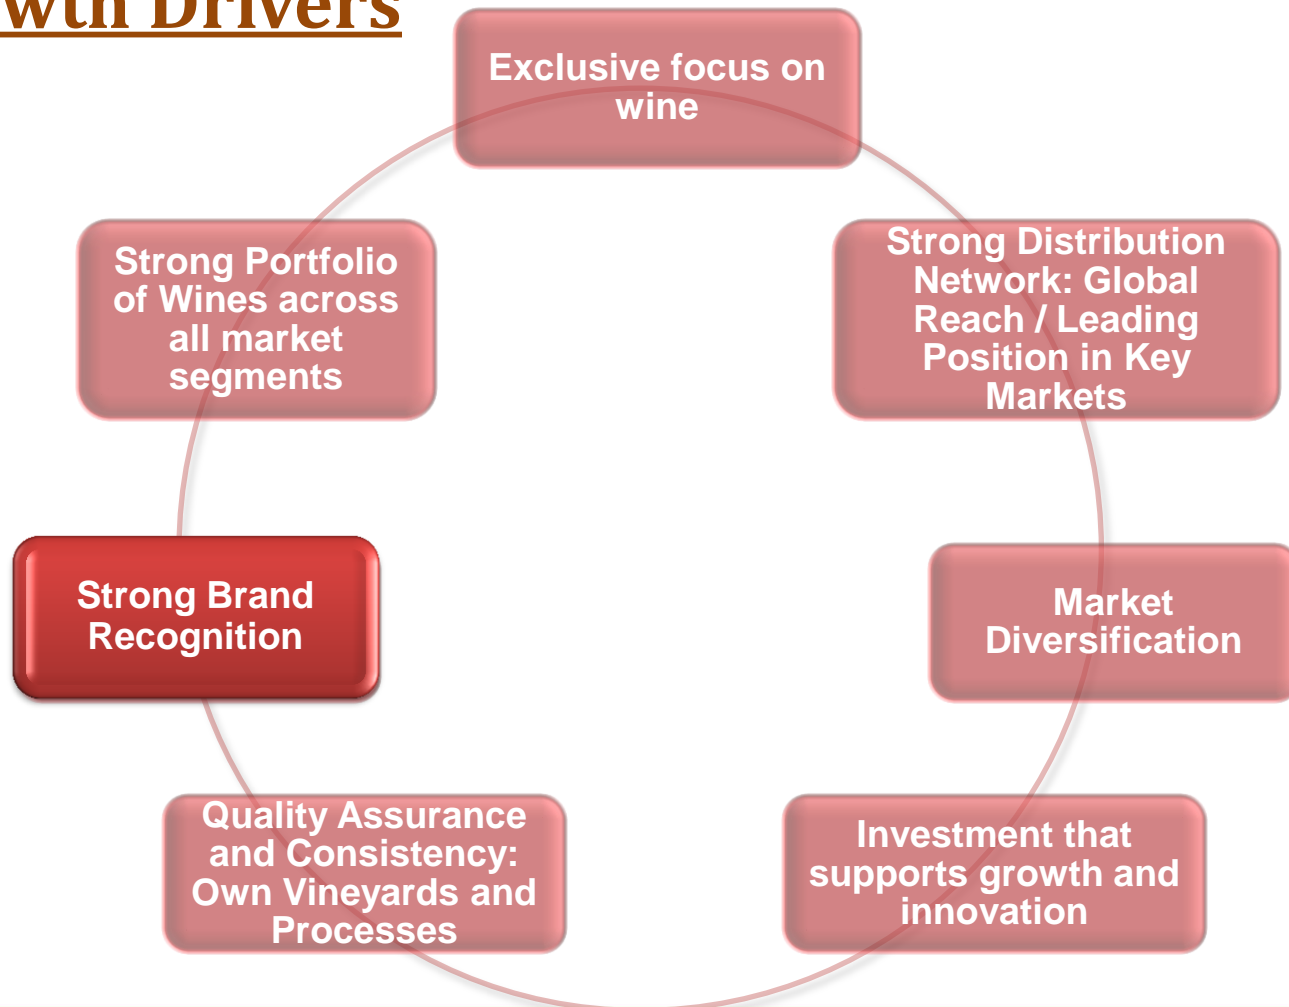 wth Drivers
Exclusive focus on
wine
Strong Distribution
Network: Global
Reach / Leading
Position in Key
Markets
Market
Diversification
Investment that
supports growth and
innovation
Quality Assurance
and Consistency:
Own Vineyards and
Processes
Strong Brand
Recognition
Strong Portfolio
of Wines across
all market
segments